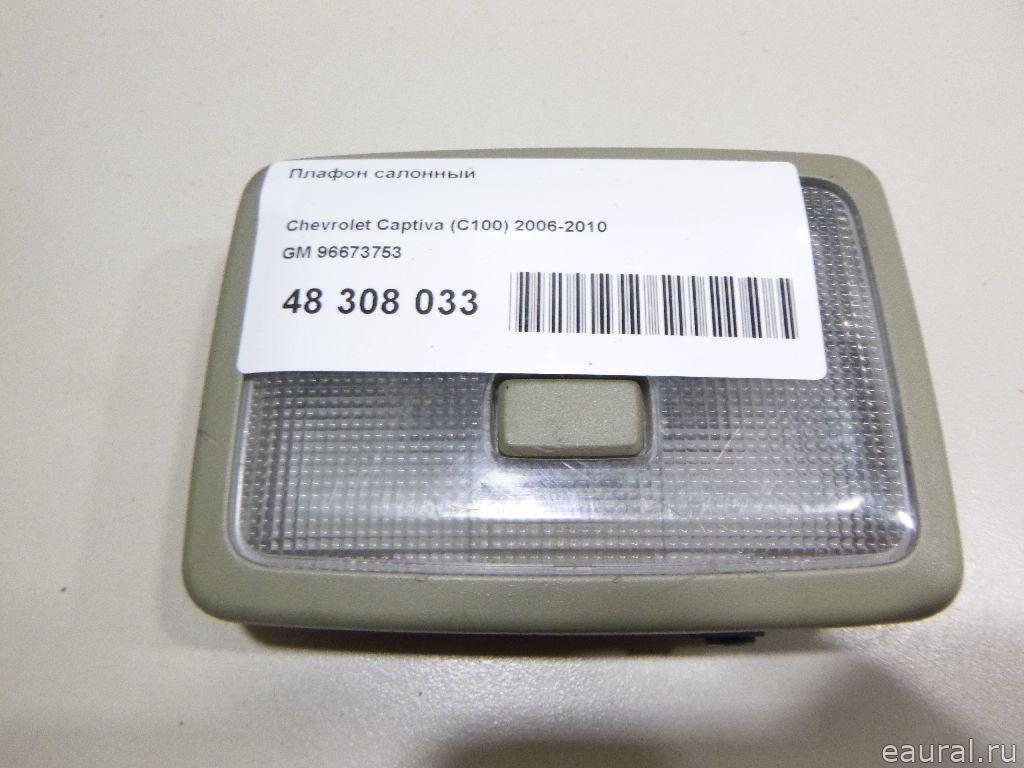 Плафон салонный
Chevrolet Captiva (C100) 2006-2010
GM 96673753
48 308 033
eaural.ru